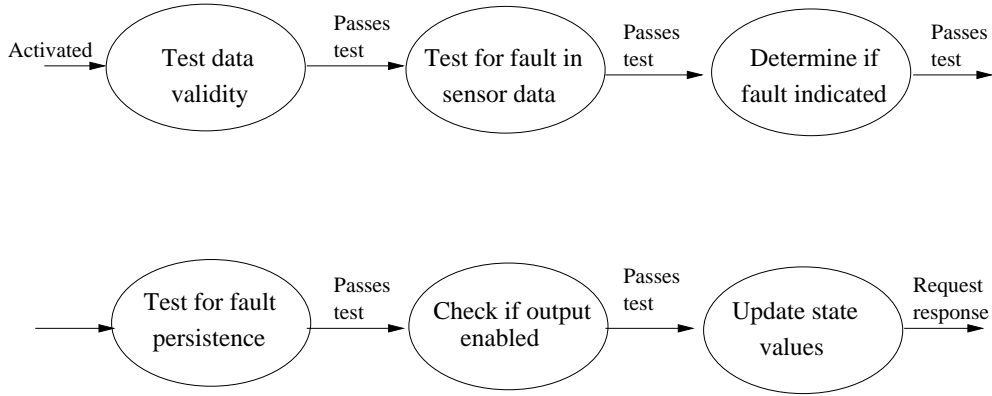 Activated
Test data
validity
Passes
test
Test for fault in
sensor data
Passes
test
Determine if
fault indicated
Passes
test
Test for fault
persistence
Passes
test
Check if output
enabled
Passes
test
Update state
values
Request
response